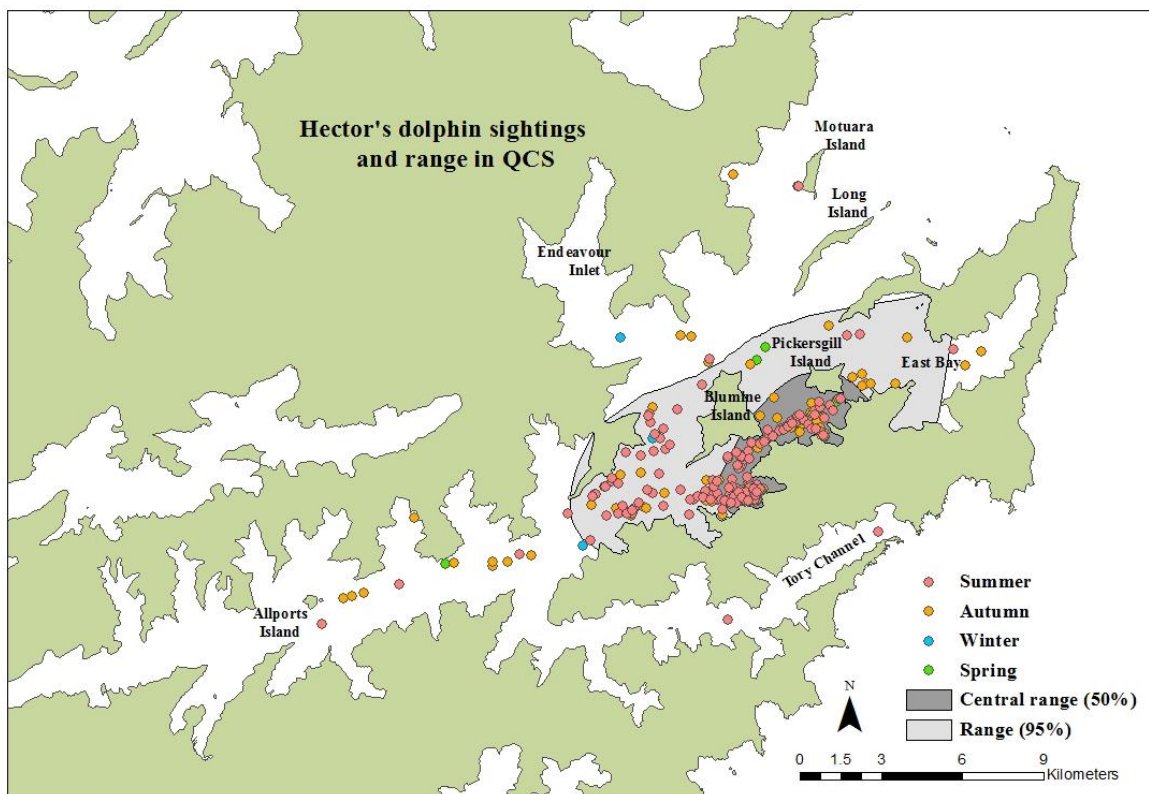 Hector's dolphin sightings
and range in QCS
Motuara
Island
Long
Island
Endeavour
Inlet
Pickersgill
Island
East Bay
Blumine
Island
Tory Channel
Allports
Island
Summer
Autumn
Winter
Spring
Central range (50%)
Range (95%)
N
0 1.5 3 6 9
Kilometers